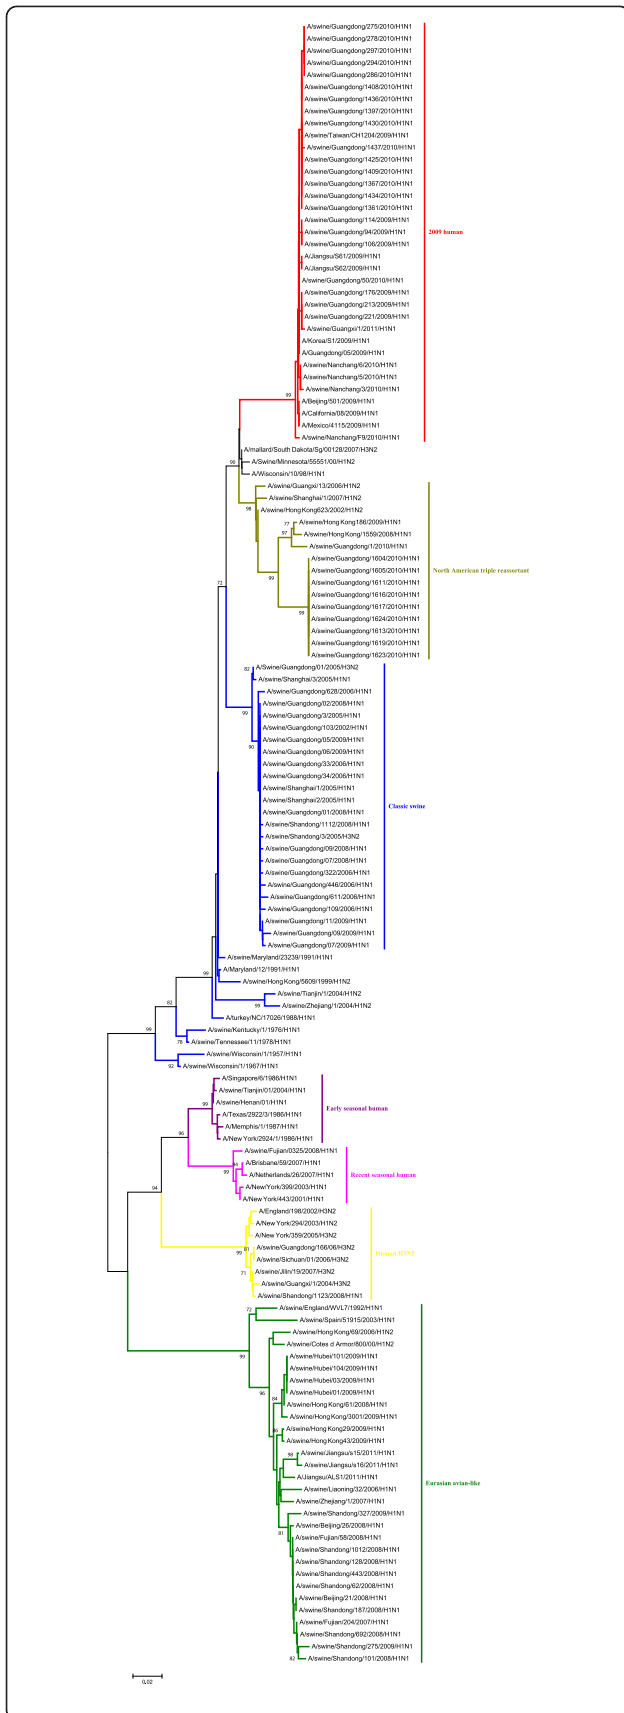 A/swine/Guangdong/275/2010/H1N1
A/swine/Guangdong/278/2010/H1N1
A/swine/Guangdong/297/2010/H1N1
A/swine/Guangdong/294/2010/H1N1
A/swine/Guangdong/286/2010/H1N1
A/swine/Guangdong/1408/2010/H1N1
A/swine/Guangdong/1436/2010/H1N1
A/swine/Guangdong/1397/2010/H1N1
A/swine/Guangdong/1430/2010/H1N1
A/swine/Taiwan/CH1204/2009/H1N1
A/swine/Guangdong/1437/2010/H1N1
A/swine/Guangdong/1425/2010/H1N1
A/swine/Guangdong/1409/2010/H1N1
A/swine/Guangdong/1367/2010/H1N1
A/swine/Guangdong/1434/2010/H1N1
A/swine/Guangdong/1361/2010/H1N1
A/swine/Guangdong/114/2009/H1N1
A/swine/Guangdong/94/2009/H1N1
2009 human
A/swine/Guangdong/106/2009/H1N1
A/Jiangsu/S61/2009/H1N1
A/Jiangsu/S62/2009/H1N1
A/swine/Guangdong/50/2010/H1N1
A/swine/Guangdong/176/2009/H1N1
A/swine/Guangdong/213/2009/H1N1
A/swine/Guangdong/221/2009/H1N1
A/swine/Guangxi/1/2011/H1N1
A/Korea/S1/2009/H1N1
A/Guangdong/05/2009/H1N1
A/swine/Nanchang/6/2010/H1N1
A/swine/Nanchang/5/2010/H1N1
A/swine/Nanchang/3/2010/H1N1
99
A/Beijing/501/2009/H1N1
A/California/08/2009/H1N1
A/Mexico/4115/2009/H1N1
A/swine/Nanchang/F9/2010/H1N1
A/mallard/South Dakota/Sg/00128/2007/H3N2
90
A/Swine/Minnesota/55551/00/H1N2
A/Wisconsin/10/98/H1N1
A/swine/Guangxi/13/2006/H1N2
A/swine/Shanghai/1/2007/H1N2
98
A/swine/Hong Kong623/2002/H1N2
A/swine/Hong Kong186/2009/H1N1
77
97
A/swine/Hong Kong/1559/2008/H1N1
A/swine/Guangdong/1/2010/H1N1
A/swine/Guangdong/1604/2010/H1N1
99
North American triple reassortant
A/swine/Guangdong/1605/2010/H1N1
72
A/swine/Guangdong/1611/2010/H1N1
A/swine/Guangdong/1616/2010/H1N1
99
A/swine/Guangdong/1617/2010/H1N1
A/swine/Guangdong/1624/2010/H1N1
A/swine/Guangdong/1613/2010/H1N1
A/swine/Guangdong/1619/2010/H1N1
A/swine/Guangdong/1623/2010/H1N1
82
A/Swine/Guangdong/01/2005/H3N2
A/swine/Shanghai/3/2005/H1N1
A/swine/Guangdong/628/2006/H1N1
99
A/swine/Guangdong/02/2008/H1N1
A/swine/Guangdong/3/2005/H1N1
A/swine/Guangdong/103/2002/H1N1
A/swine/Guangdong/05/2009/H1N1
90
A/swine/Guangdong/06/2009/H1N1
A/swine/Guangdong/33/2006/H1N1
A/swine/Guangdong/34/2006/H1N1
A/swine/Shanghai/1/2005/H1N1
A/swine/Shanghai/2/2005/H1N1
Classic swine
A/swine/Guangdong/01/2008/H1N1
A/swine/Shandong/1112/2008/H1N1
A/swine/Shandong/3/2005/H3N2
A/swine/Guangdong/09/2008/H1N1
A/swine/Guangdong/07/2008/H1N1
A/swine/Guangdong/322/2006/H1N1
A/swine/Guangdong/446/2006/H1N1
A/swine/Guangdong/611/2006/H1N1
A/swine/Guangdong/109/2006/H1N1
A/swine/Guangdong/11/2009/H1N1
A/swine/Guangdong/09/2009/H1N1
A/swine/Guangdong/07/2009/H1N1
A/swine/Maryland/23239/1991/H1N1
99
A/Maryland/12/1991/H1N1
A/swine/Hong Kong/5609/1999/H1N2
A/swine/Tianjin/1/2004/H1N2
99
A/swine/Zhejiang/1/2004/H1N2
82
A/turkey/NC/17026/1988/H1N1
99
A/swine/Kentucky/1/1976/H1N1
78
A/swine/Tennessee/11/1978/H1N1
A/swine/Wisconsin/1/1957/H1N1
92
A/swine/Wisconsin/1/1967/H1N1
A/Singapore/6/1986/H1N1
A/swine/Tianjin/01/2004/H1N1
99
A/swine/Henan/01/H1N1
Early seasonal human
A/Texas/2922/3/1986/H1N1
A/Memphis/1/1987/H1N1
96
A/New York/2924/1/1986/H1N1
A/swine/Fujian/0325/2008/H1N1
A/Brisbane/59/2007/H1N1
99
A/Netherlands/26/2007/H1N1
Recent seasonal human
94
A/New/York/399/2003/H1N1
A/New York/443/2001/H1N1
A/England/198/2002/H3N2
A/New York/294/2003/H1N2
A/New York/359/2005/H3N2
81
99
A/swine/Guangdong/166/06/H3N2
A/swine/Sichuan/01/2006/H3N2
71
A/swine/Jilin/19/2007/H3N2
A/swine/Guangxi/1/2004/H3N2
A/swine/Shandong/1123/2008/H1N1
72
A/swine/England/WVL7/1992/H1N1
A/swine/Spain/51915/2003/H1N1
A/swine/Hong Kong/69/2006/H1N2
A/swine/Cotes d Armor/800/00/H1N2
99
A/swine/Hubei/101/2009/H1N1
A/swine/Hubei/104/2009/H1N1
A/swine/Hubei/03/2009/H1N1
96
A/swine/Hubei/01/2009/H1N1
84
A/swine/Hong Kong/61/2008/H1N1
A/swine/Hong Kong/3001/2009/H1N1
A/swine/Hong Kong29/2009/H1N1
A/swine/Hong Kong43/2009/H1N1
98
A/swine/Jiangsu/s15/2011/H1N1
A/swine/Jiangsu/s16/2011/H1N1
A/Jiangsu/ALS1/2011/H1N1
Eurasian avian-like
A/swine/Liaoning/32/2006/H1N1
A/swine/Zhejiang/1/2007/H1N1
A/swine/Shandong/327/2009/H1N1
A/swine/Beijing/26/2008/H1N1
81
A/swine/Fujian/58/2008/H1N1
A/swine/Shandong/1012/2008/H1N1
A/swine/Shandong/128/2008/H1N1
A/swine/Shandong/443/2008/H1N1
A/swine/Shandong/62/2008/H1N1
A/swine/Beijing/21/2008/H1N1
A/swine/Shandong/187/2008/H1N1
A/swine/Fujian/204/2007/H1N1
A/swine/Shandong/692/2008/H1N1
A/swine/Shandong/275/2009/H1N1
82
A/swine/Shandong/101/2008/H1N1
0.02